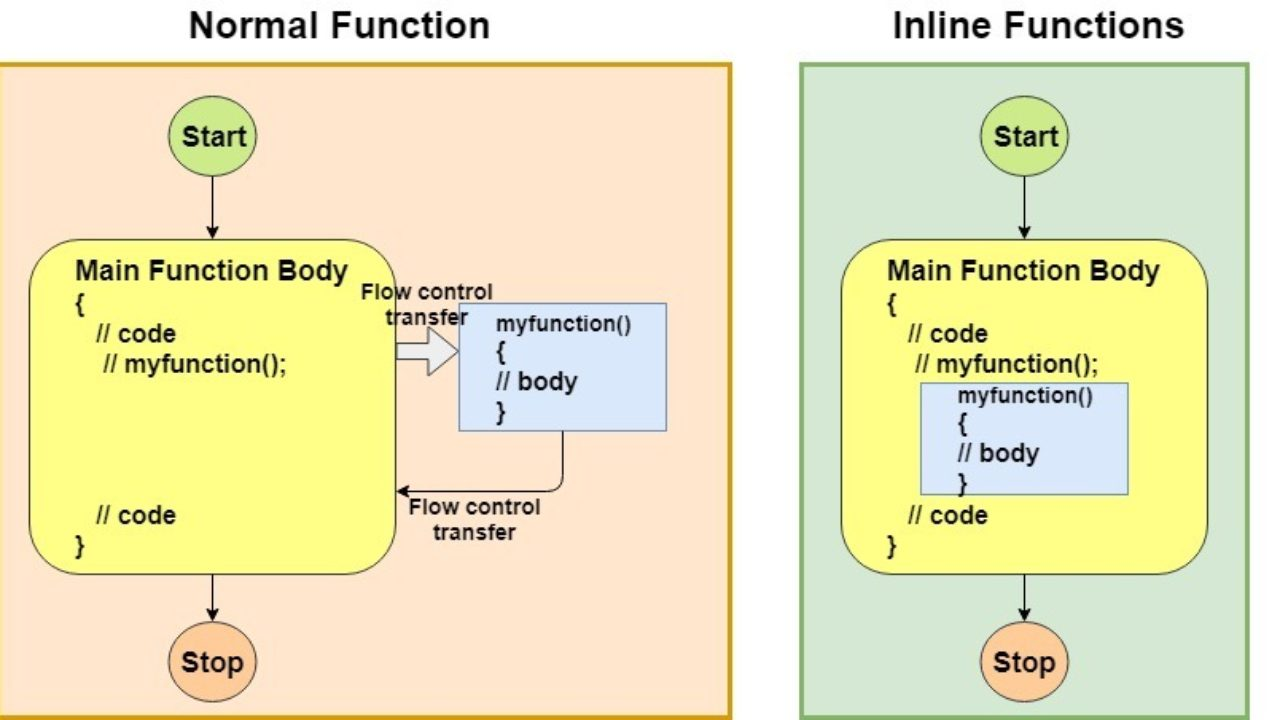 Normal Function
Start
Main Function Body
{
// code
// myfunction();
Flow control
transfer
myfunction()
{
// body
}
Flow control
transfer
// code
}
Stop
Inline Functions
Start
Main Function Body
{
// code
// myfunction();
myfunction()
{
// body
}
// code
}
Stop